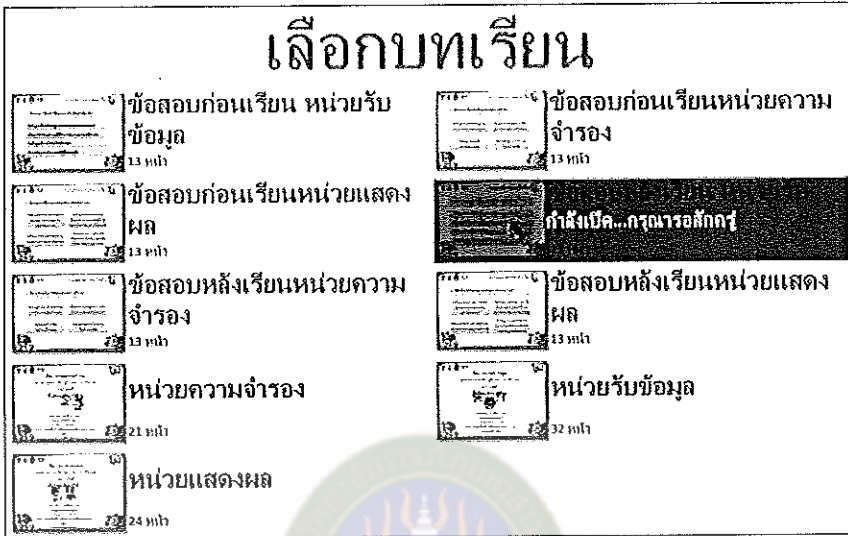 เลือกบทเรียน
ข้อสอบก่อนเรียน หน่วยรับ
ข้อมูล
13 หน้า
ข้อสอบก่อนเรียนหน่วยความ
จำรอง
13 หน้า
ข้อสอบก่อนเรียนหน่วยแสดง
ผล
13 หน้า
กำลังเปิด...กรุณารอสักครู่
ข้อสอบหลังเรียนหน่วยความ
จำรอง
13 หน้า
ข้อสอบหลังเรียนหน่วยแสดง
ผล
13 หน้า
หน่วยความจำรอง
21 หน้า
หน่วยรับข้อมูล
32 หน้า
หน่วยแสดงผล
24 หน้า